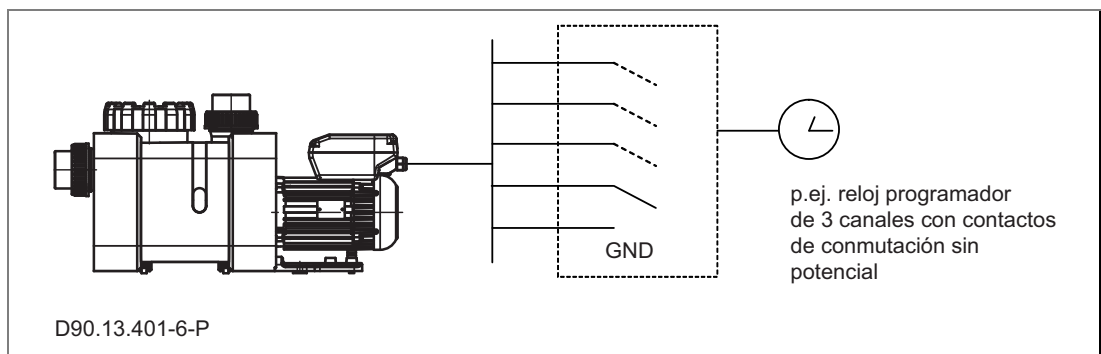 GND
p.ej. reloj programador
de 3 canales con contactos
de conmutación sin
potencial
D90.13.401-6-P